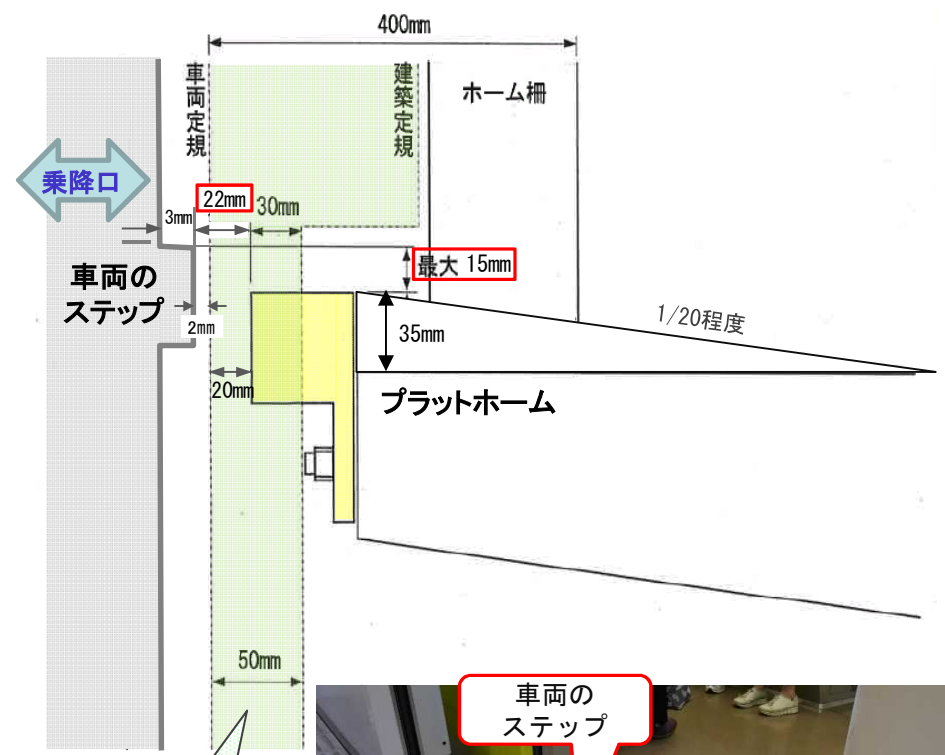 400mm
車両定規
建築定規
ホーム柵
乗降口
22mm
30mm
3mm
最大 15mm
車両の
ステップ
1/20程度
2mm
35mm
20mm
プラットホーム
50mm
車両の
ステップ